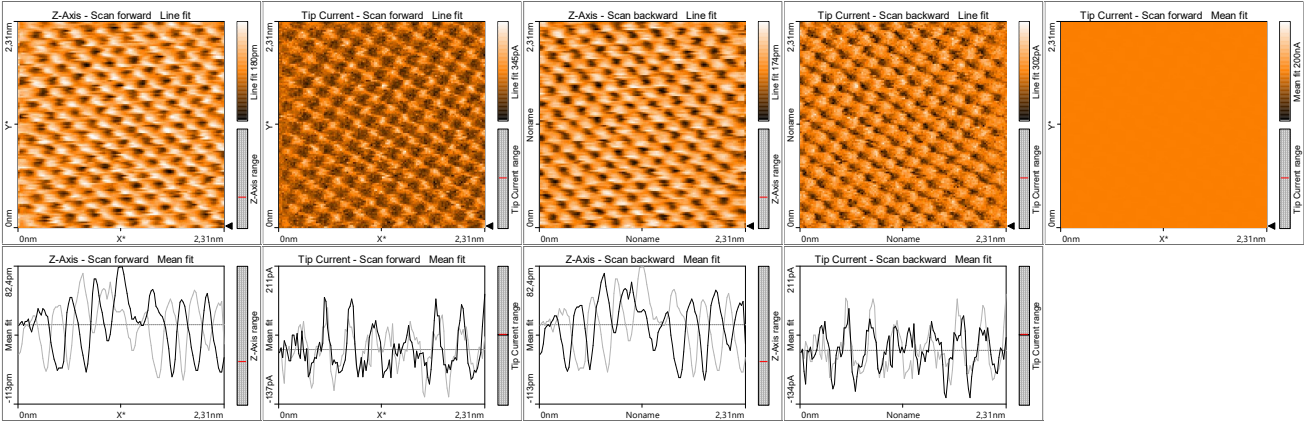 Z-Axis - Scan forward   Line fit
2,31nm
Y*
0nm
0nm
X*
2,31nm
Line fit 180pm
Z-Axis range
Tip Current - Scan forward   Line fit
2,31nm
Y*
0nm
0nm
X*
2,31nm
Line fit 345pA
Tip Current range
Z-Axis - Scan backward   Line fit
2,31nm
Noname
0nm
0nm
Noname
2,31nm
Line fit 174pm
Z-Axis range
Tip Current - Scan backward   Line fit
2,31nm
Noname
0nm
0nm
Noname
2,31nm
Line fit 302pA
Tip Current range
Tip Current - Scan forward   Mean fit
2,31nm
Y*
0nm
0nm
X*
2,31nm
Mean fit 200nA
Tip Current range
Z-Axis - Scan forward   Mean fit
82,4pm
Mean fit
-113pm
0nm
X*
2,31nm
Z-Axis range
Tip Current - Scan forward   Mean fit
211pA
Mean fit
-137pA
0nm
X*
2,31nm
Tip Current range
Z-Axis - Scan backward   Mean fit
82,4pm
Mean fit
-113pm
0nm
Noname
2,31nm
Z-Axis range
Tip Current - Scan backward   Mean fit
211pA
Mean fit
-134pA
0nm
Noname
2,31nm
Tip Current range